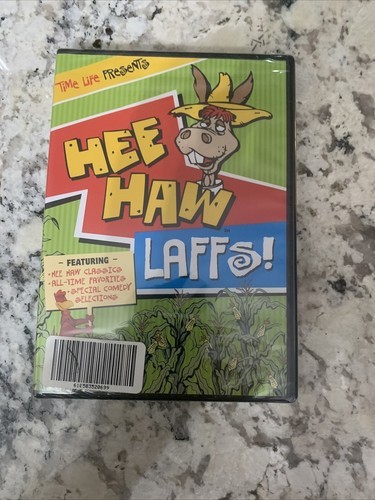 TIME LIFE PRESENTS
HEE
HAW
LAFFS!
– FEATURING –
• HEE HAW CLASSICS
• ALL-TIME FAVORITES
• SPECIAL COMEDY
SELECTIONS